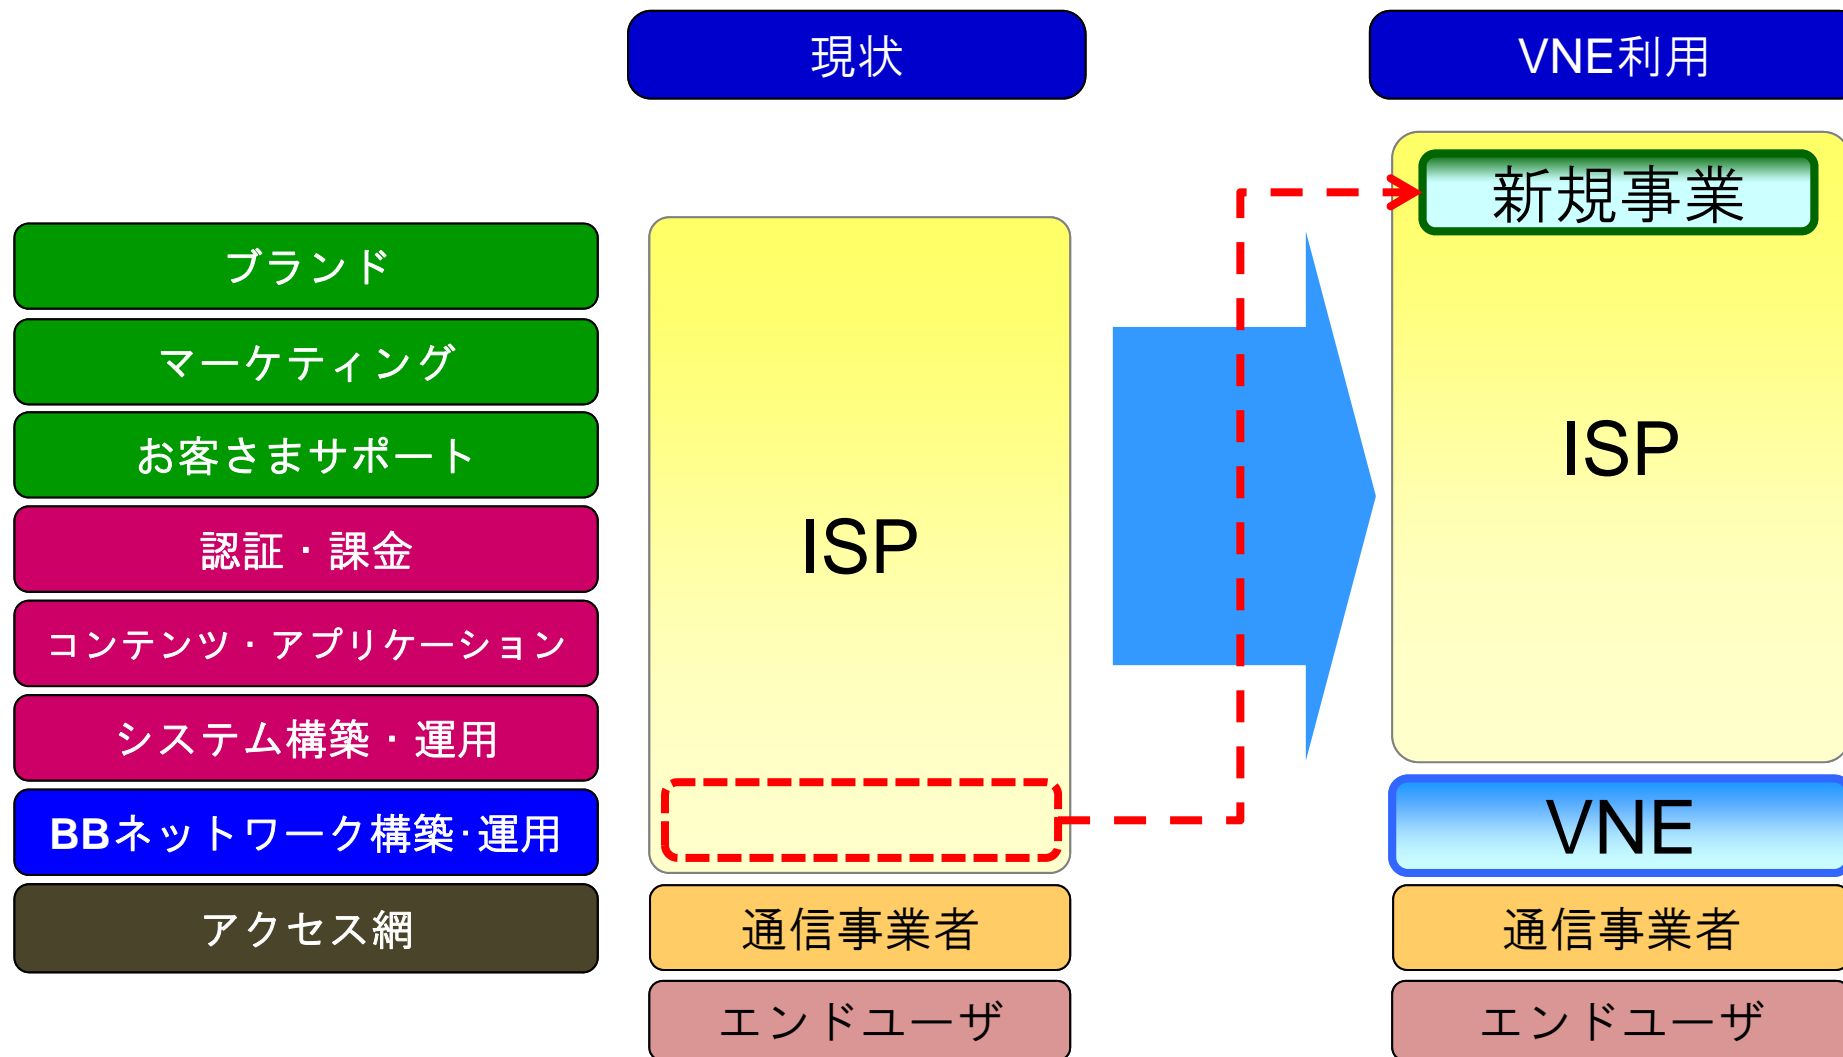 現状
VNE利用
新規事業
ブランド
マーケティング
お客さまサポート
認証・課金
コンテンツ・アプリケーション
システム構築・運用
BBネットワーク構築・運用
アクセス網
ISP
ISP
VNE
通信事業者
通信事業者
エンドユーザ
エンドユーザ